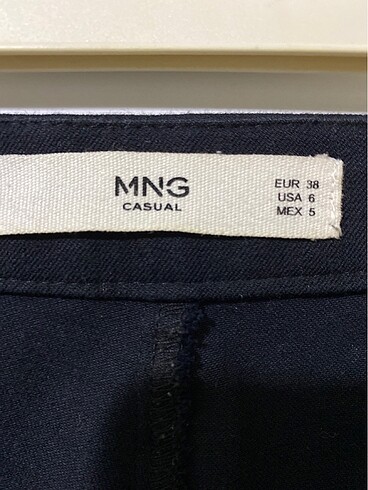 MNG
CASUAL
EUR 38
USA 6
MEX 5